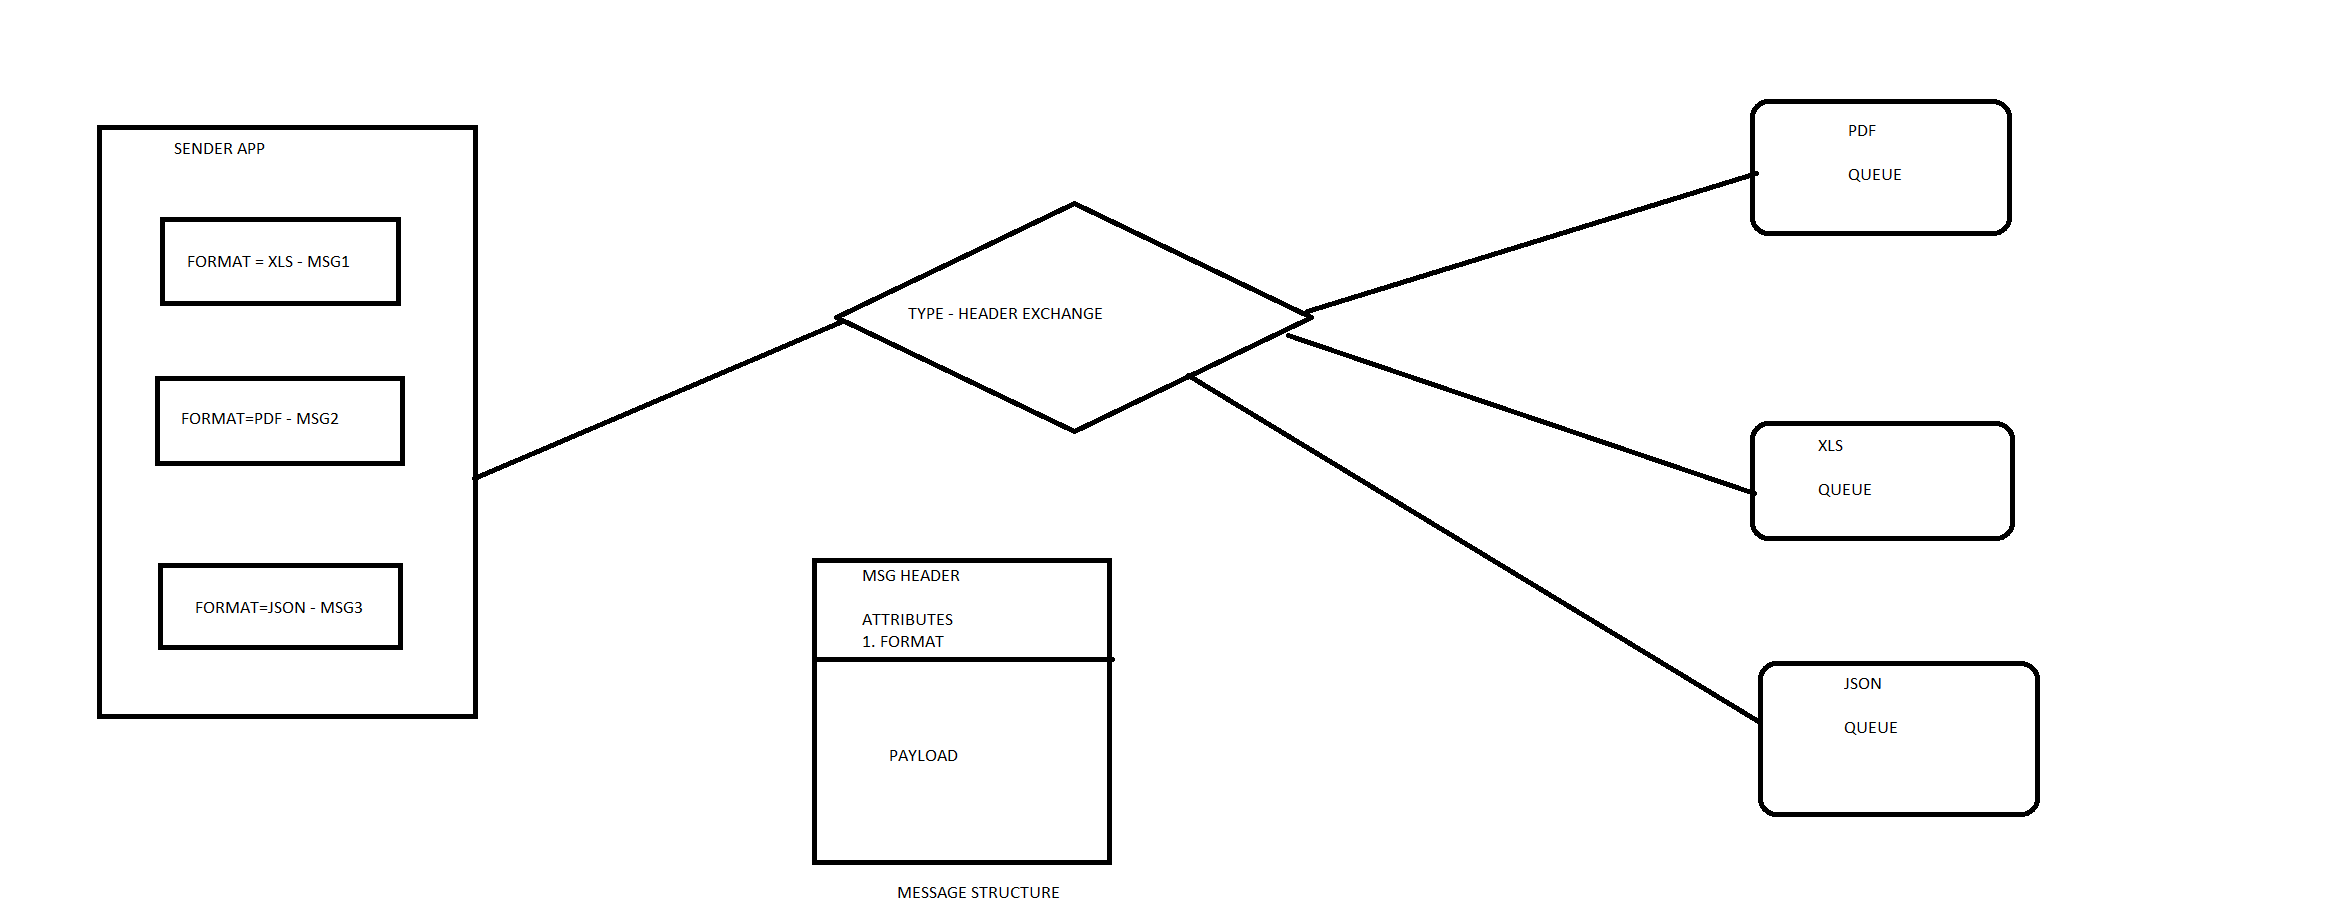 SENDER APP
FORMAT = XLS - MSG1
FORMAT=PDF - MSG2
FORMAT=JSON - MSG3
TYPE - HEADER EXCHANGE
MSG HEADER
ATTRIBUTES
1. FORMAT
PAYLOAD
MESSAGE STRUCTURE
PDF
QUEUE
XLS
QUEUE
JSON
QUEUE